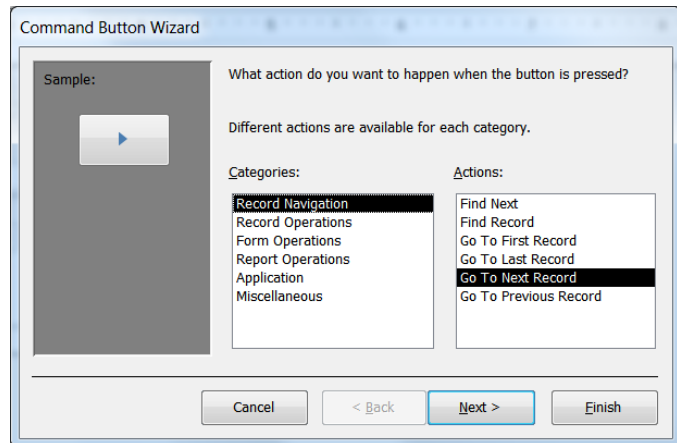 Command Button Wizard
Sample:
What action do you want to happen when the button is pressed?
Different actions are available for each category.
Categories:
Record Navigation
Record Operations
Form Operations
Report Operations
Application
Miscellaneous
Actions:
Find Next
Find Record
Go To First Record
Go To Last Record
Go To Next Record
Go To Previous Record
Cancel
< Back
Next >
Finish